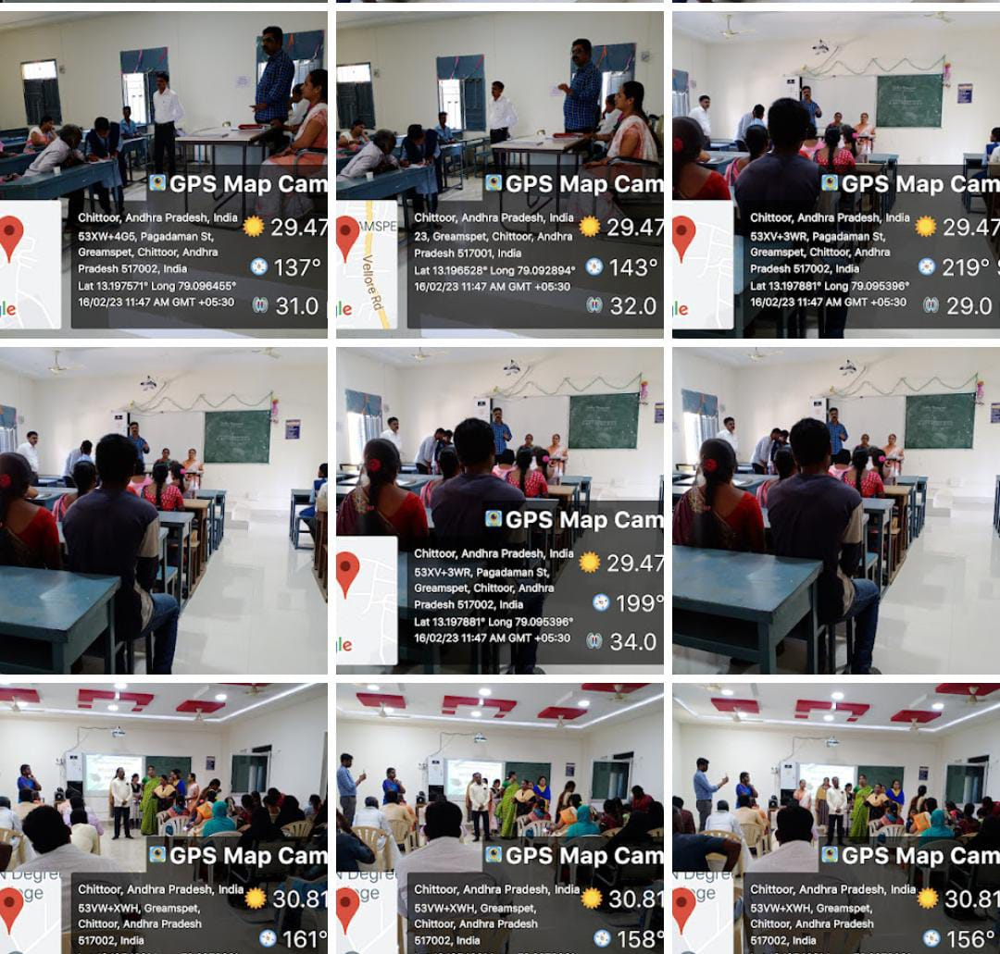 GPS Map Cam
Chittoor, Andhra Pradesh, India
53XW+4G5, Pagadaman St,
Greamspet, Chittoor, Andhra
Pradesh 517002, India
Lat 13.197571° Long 79.096455°
16/02/23 11:47 AM GMT +05:30
29.47
137°
31.0
gle
GPS Map Cam
Chittoor, Andhra Pradesh, India
23, Greamspet, Chittoor, Andhra
Pradesh 517001, India
Lat 13.196528° Long 79.092894°
16/02/23 11:47 AM GMT +05:30
29.47
143°
32.0
AMSPE
Vellore Rd
gle
GPS Map Cam
Chittoor, Andhra Pradesh, India
53XV+3WR, Pagadaman St,
Greamspet, Chittoor, Andhra
Pradesh 517002, India
Lat 13.197881° Long 79.095396°
16/02/23 11:47 AM GMT +05:30
29.47
219°
29.0
gle
GPS Map Cam
Chittoor, Andhra Pradesh, India
53XV+3WR, Pagadaman St,
Greamspet, Chittoor, Andhra
Pradesh 517002, India
Lat 13.197881° Long 79.095396°
16/02/23 11:47 AM GMT +05:30
29.47
199°
34.0
gle
GPS Map Cam
N Degre
ge
Chittoor, Andhra Pradesh, India
53VW+XWH, Greamspet,
Chittoor, Andhra Pradesh
517002, India
30.81
161°
GPS Map Cam
N Degre
ge
Chittoor, Andhra Pradesh, India
53VW+XWH, Greamspet,
Chittoor, Andhra Pradesh
517002, India
30.81
158°
GPS Map Cam
N Degre
ge
Chittoor, Andhra Pradesh, India
53VW+XWH, Greamspet,
Chittoor, Andhra Pradesh
517002, India
30.81
156°